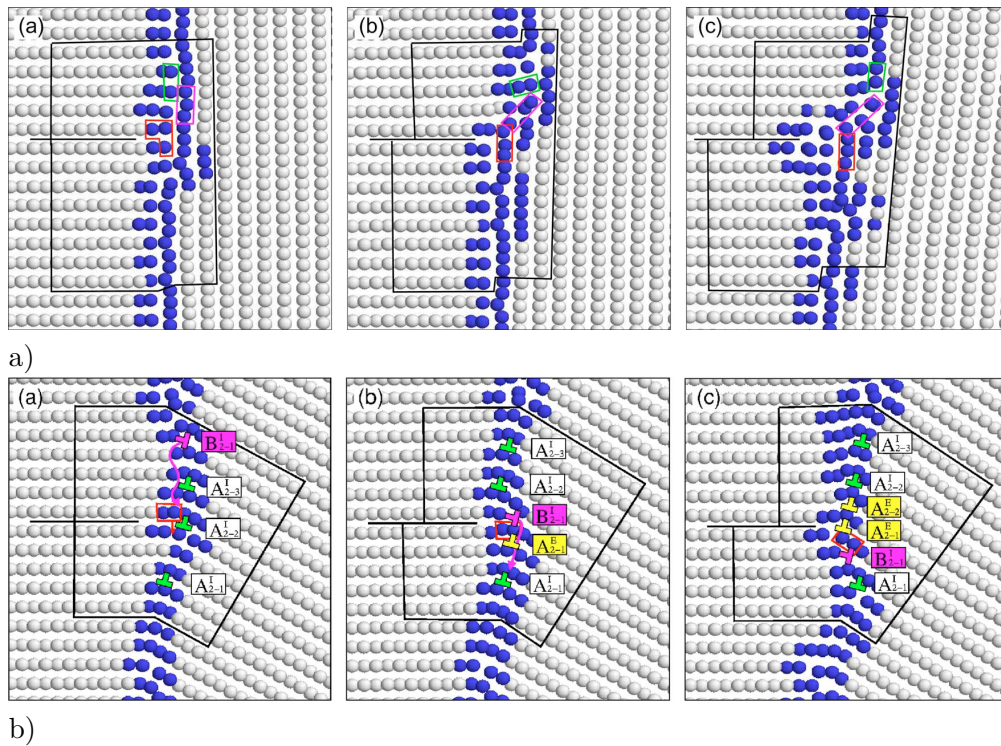 (a) (b) (c)
a)
(a) (b) (c)
B^I_{2-1} A^I_{2-3} A^I_{2-2} A^I_{2-1}
A^I_{2-3} A^I_{2-2} B^I_{2-1} A^E_{2-1} A^I_{2-1}
A^I_{2-3} A^I_{2-2} A^E_{2-2} A^E_{2-1} B^I_{2-1} A^I_{2-1}
b)